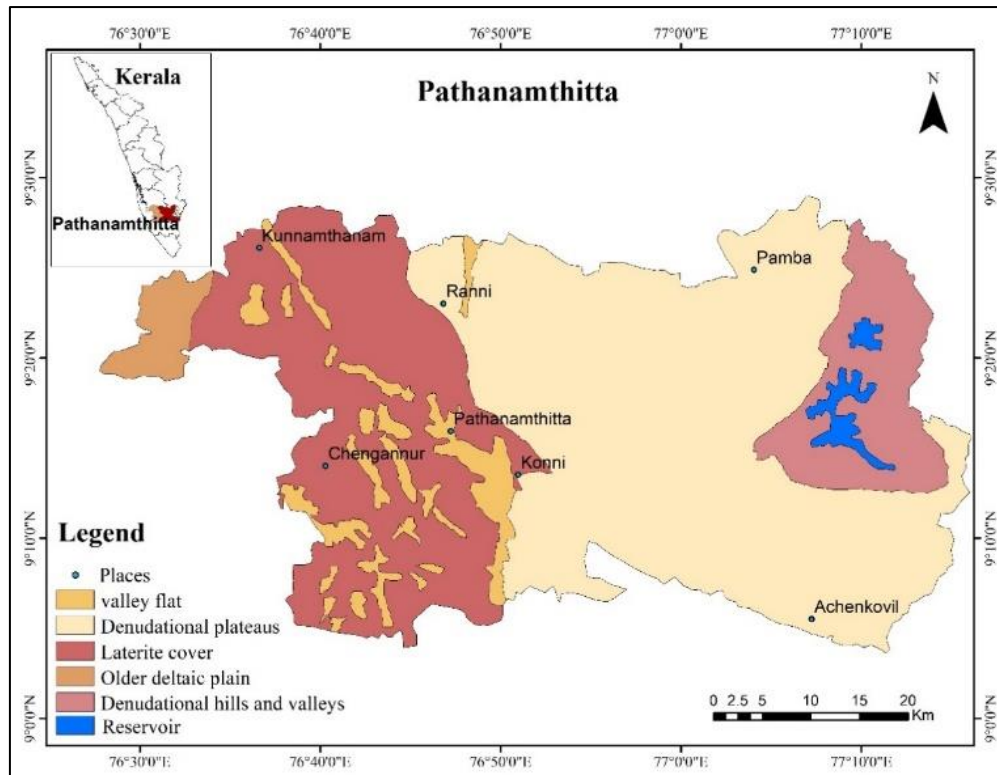 76°30'0"E 76°40'0"E 76°50'0"E 77°0'0"E 77°10'0"E
Kerala
Pathanamthitta
Pathanamthitta
N
9°30'0"N 9°30'0"N
9°20'0"N 9°20'0"N
9°10'0"N 9°10'0"N
9°0'0"N 9°0'0"N
Kunnamthanam
Pamba
Ranni
Pathanamthitta
Chengannur
Konni
Achenkovil
Legend
Places
valley flat
Denudational plateaus
Laterite cover
Older deltaic plain
Denudational hills and valleys
Reservoir
0 2.5 5 10 15 20
Km
76°30'0"E 76°40'0"E 76°50'0"E 77°0'0"E 77°10'0"E